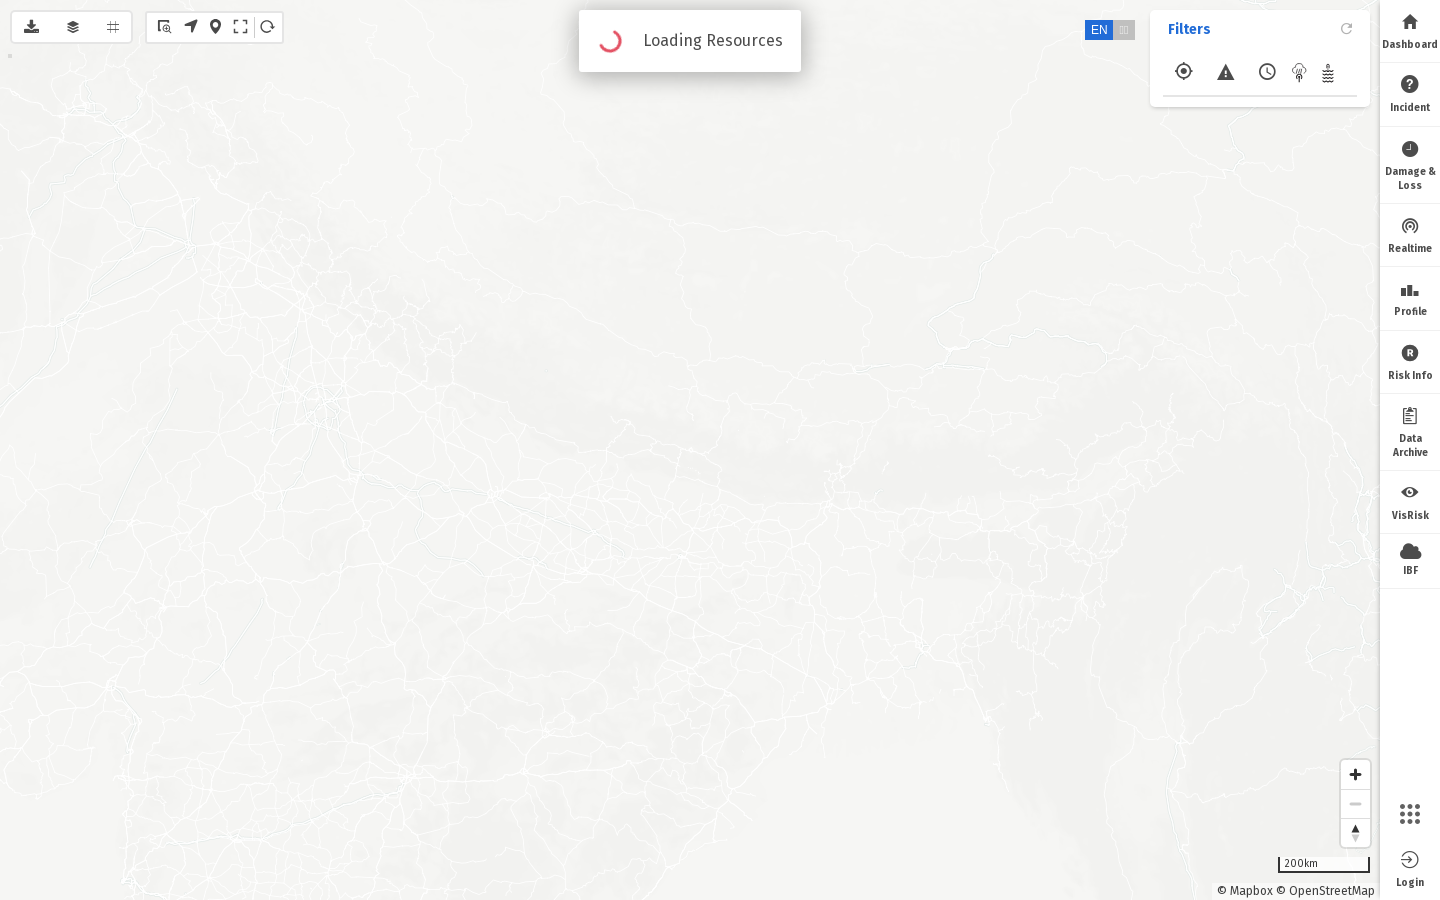 Loading Resources
EN
Filters
Dashboard
Incident
Damage &
Loss
Realtime
Profile
Risk Info
Data
Archive
VisRisk
IBF
Login
200km
© Mapbox © OpenStreetMap